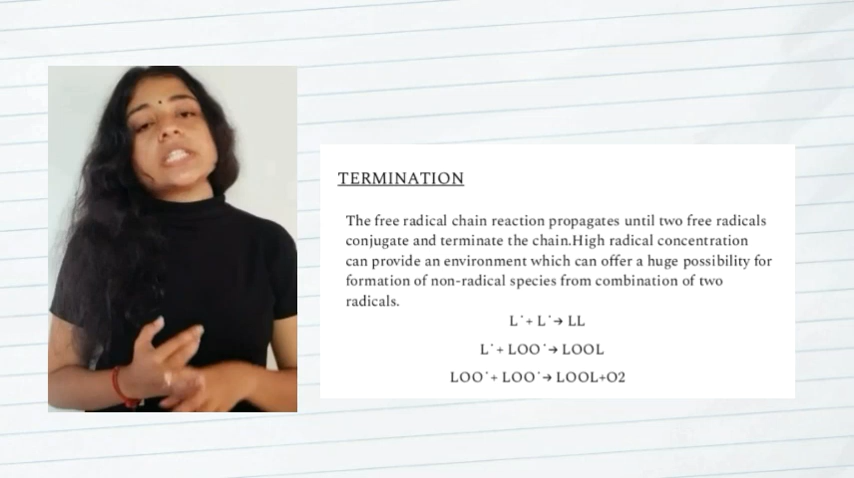 TERMINATION
The free radical chain reaction propagates until two free radicals
conjugate and terminate the chain.High radical concentration
can provide an environment which can offer a huge possibility for
formation of non-radical species from combination of two
radicals.
L˙+ L˙→ LL
L˙+ LOO˙→ LOOL
LOO˙+ LOO˙→ LOOL+O2